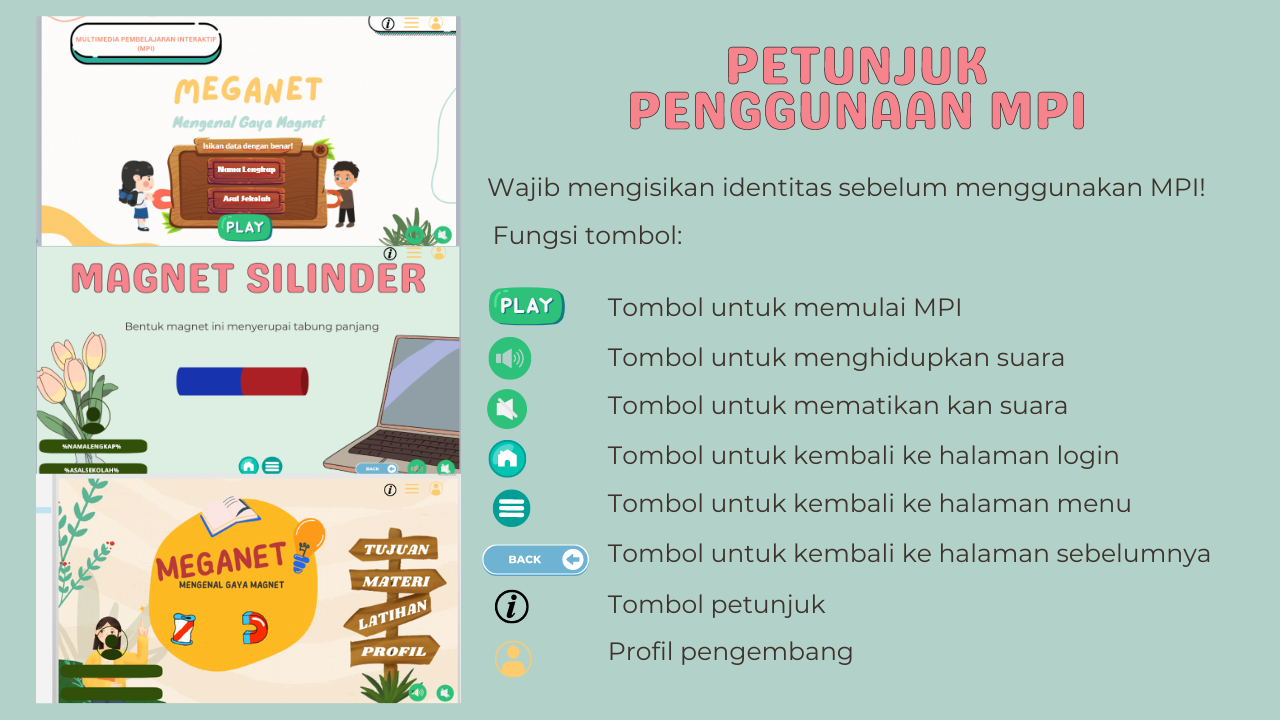 MULTIMEDIA PEMBELAJARAN INTERAKTIF
(MPI)
MEGANET
Mengenal Gaya Magnet
Isikan data dengan benar!
Nama Lengkap
Asal Sekolah
PLAY
MAGNET SILINDER
Bentuk magnet ini menyerupai tabung panjang
%NAMALENGKAP%
%ASALSEKOLAH%
BACK
MEGANET
MENGENAL GAYA MAGNET
TUJUAN
MATERI
LATIHAN
PROFIL
PETUNJUK
PENGGUNAAN MPI
Wajib mengisikan identitas sebelum menggunakan MPI!
Fungsi tombol:
PLAY Tombol untuk memulai MPI
Tombol untuk menghidupkan suara
Tombol untuk mematikan kan suara
Tombol untuk kembali ke halaman login
Tombol untuk kembali ke halaman menu
BACK Tombol untuk kembali ke halaman sebelumnya
i Tombol petunjuk
Profil pengembang